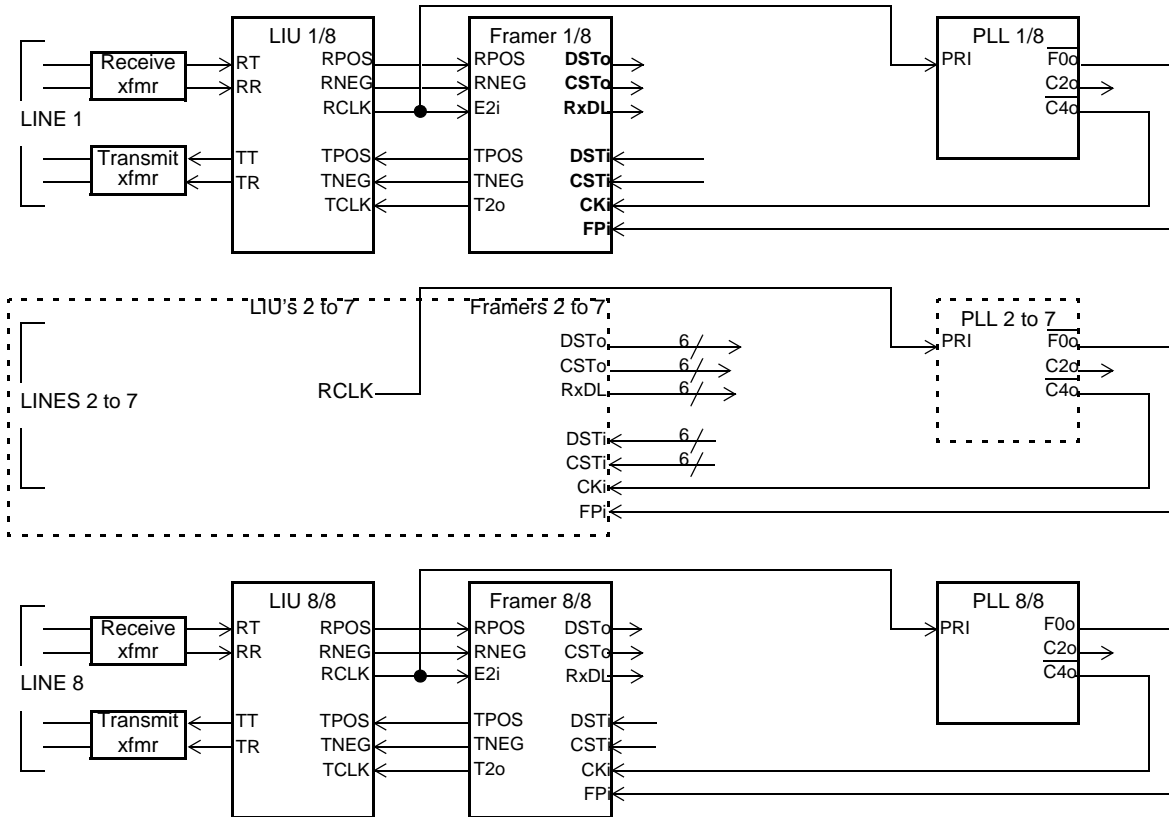 LIU 1/8 Framer 1/8 PLL 1/8
Receive xfmr RT RPOS RPOS DSTo PRI F0o
RR RNEG RNEG CSTo C2o
LINE 1 RCLK E2i RxDL C4o
Transmit xfmr TT TPOS TPOS DSTi
TR TNEG TNEG CSTi
TCLK T2o CKi
FPi
LIU's 2 to 7 Framers 2 to 7 PLL 2 to 7
DSTo 6 PRI F0o
CSTo 6 C2o
LINES 2 to 7 RCLK RxDL 6 C4o
DSTi 6
CSTi 6
CKi
FPi
LIU 8/8 Framer 8/8 PLL 8/8
Receive xfmr RT RPOS RPOS DSTo PRI F0o
RR RNEG RNEG CSTo C2o
LINE 8 RCLK E2i RxDL C4o
Transmit xfmr TT TPOS TPOS DSTi
TR TNEG TNEG CSTi
TCLK T2o CKi
FPi